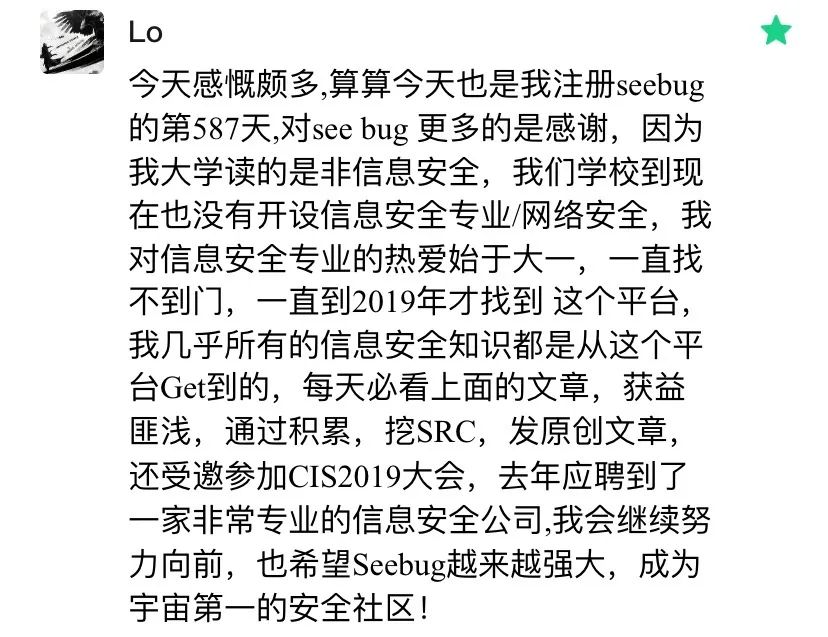 Lo
今天感慨颇多,算算今天也是我注册seebug
的第587天,对see bug 更多的是感谢，因为
我大学读的是非信息安全，我们学校到现
在也没有开设信息安全专业/网络安全，我
对信息安全专业的热爱始于大一，一直找
不到门，一直到2019年才找到 这个平台，
我几乎所有的信息安全知识都是从这个平
台Get到的，每天必看上面的文章，获益
匪浅，通过积累，挖SRC，发原创文章，
还受邀参加CIS2019大会，去年应聘到了
一家非常专业的信息安全公司,我会继续努
力向前，也希望Seebug越来越强大，成为
宇宙第一的安全社区！